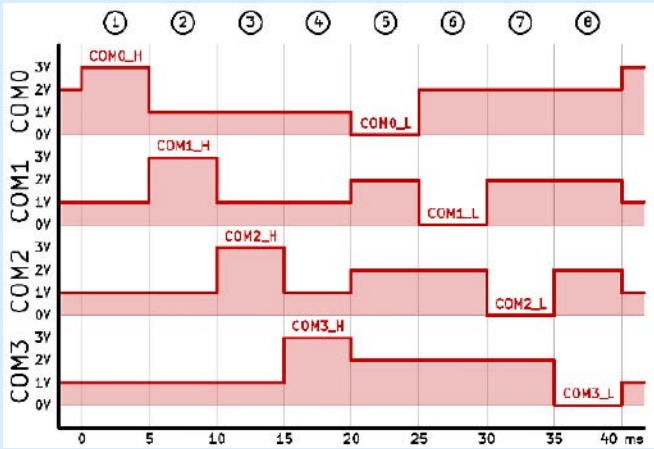 ① ② ③ ④ ⑤ ⑥ ⑦ ⑧
COM0
3V
2V
1V
0V
COM0_H
COM0_L
COM1
3V
2V
1V
0V
COM1_H
COM1_L
COM2
3V
2V
1V
0V
COM2_H
COM2_L
COM3
3V
2V
1V
0V
COM3_H
COM3_L
0 5 10 15 20 25 30 35 40 ms